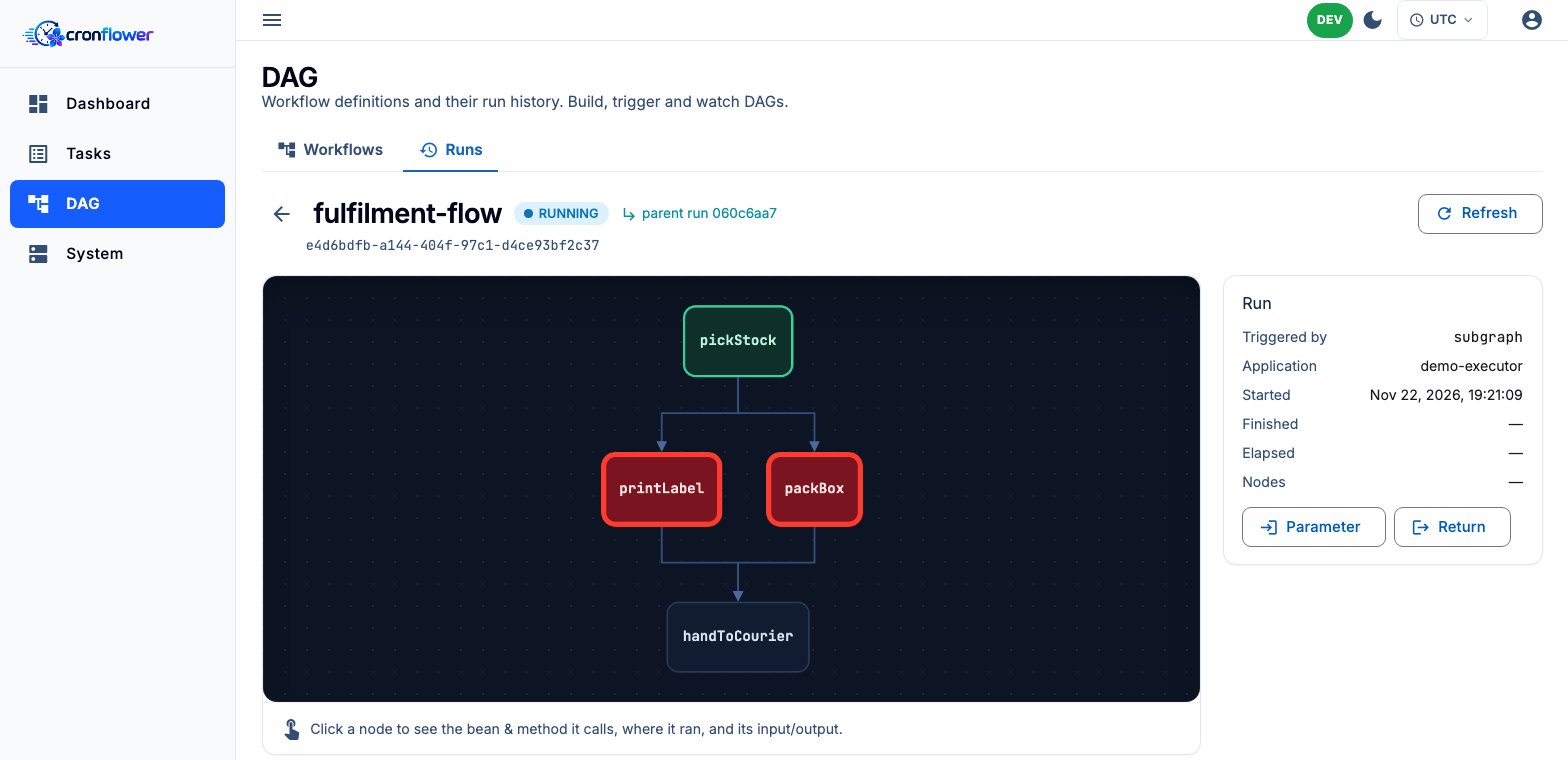 cronflower
DEV
UTC
Dashboard
Tasks
DAG
System
DAG
Workflow definitions and their run history. Build, trigger and watch DAGs.
Workflows
Runs
fulfilment-flow
RUNNING
parent run 060c6aa7
e4d6bdfb-a144-404f-97c1-d4ce93bf2c37
Refresh
pickStock
printLabel
packBox
handToCourier
Click a node to see the bean & method it calls, where it ran, and its input/output.
Run
Triggered by subgraph
Application demo-executor
Started Nov 22, 2026, 19:21:09
Finished —
Elapsed —
Nodes —
Parameter
Return